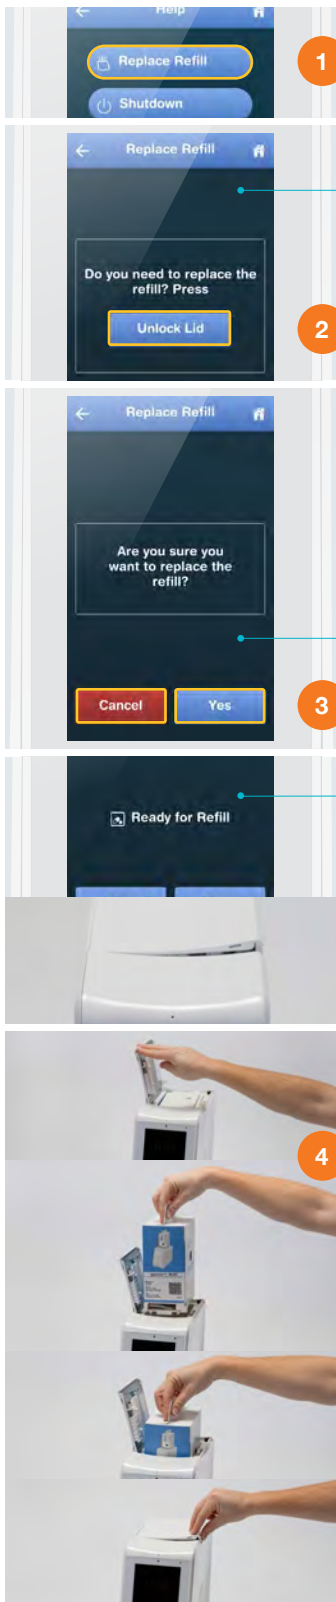 Help
Replace Refill
Shutdown
1
Replace Refill
Do you need to replace the
refill? Press
Unlock Lid
2
Replace Refill
Are you sure you
want to replace the
refill?
Cancel
Yes
3
Ready for Refill
4